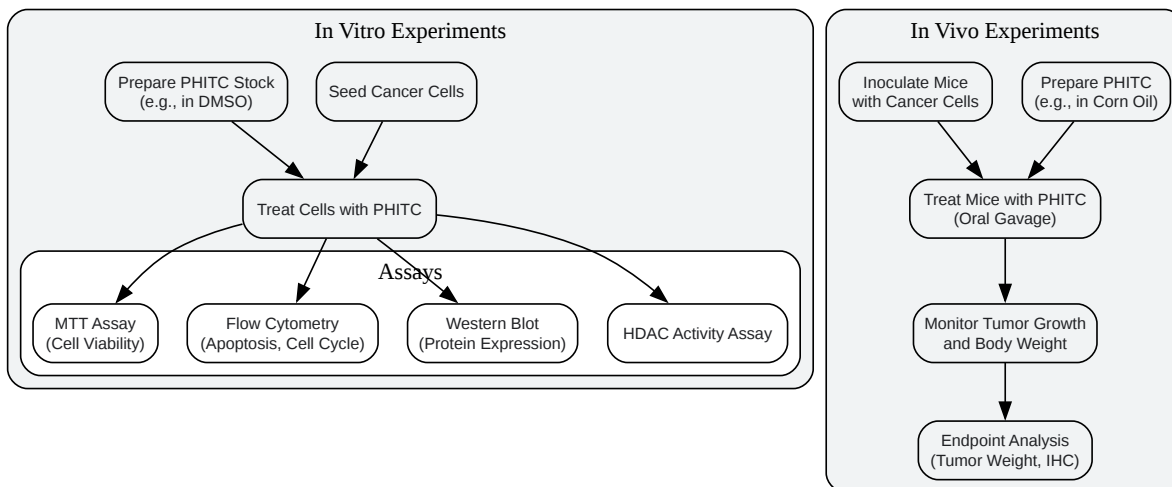 In Vitro Experiments
Prepare PHITC Stock
(e.g., in DMSO)
Seed Cancer Cells
Treat Cells with PHITC
Assays
MTT Assay
(Cell Viability)
Flow Cytometry
(Apoptosis, Cell Cycle)
Western Blot
(Protein Expression)
HDAC Activity Assay
In Vivo Experiments
Inoculate Mice
with Cancer Cells
Prepare PHITC
(e.g., in Corn Oil)
Treat Mice with PHITC
(Oral Gavage)
Monitor Tumor Growth
and Body Weight
Endpoint Analysis
(Tumor Weight, IHC)